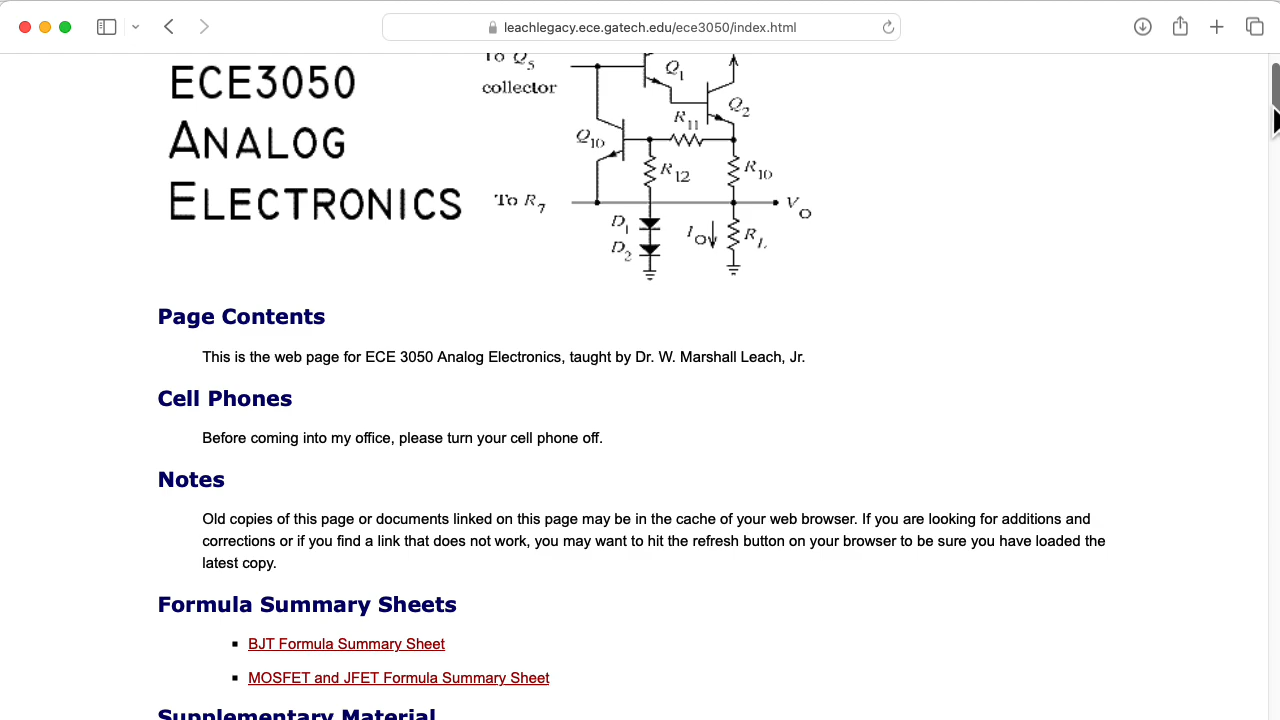 leachlegacy.ece.gatech.edu/ece3050/index.html
ECE3050
ANALOG
ELECTRONICS
To Q5
collector
Q1
Q2
R11
Q10
R12
R10
To R7
VO
D1
IO
RL
D2
Page Contents
This is the web page for ECE 3050 Analog Electronics, taught by Dr. W. Marshall Leach, Jr.
Cell Phones
Before coming into my office, please turn your cell phone off.
Notes
Old copies of this page or documents linked on this page may be in the cache of your web browser. If you are looking for additions and
corrections or if you find a link that does not work, you may want to hit the refresh button on your browser to be sure you have loaded the
latest copy.
Formula Summary Sheets
BJT Formula Summary Sheet
MOSFET and JFET Formula Summary Sheet
Supplementary Material